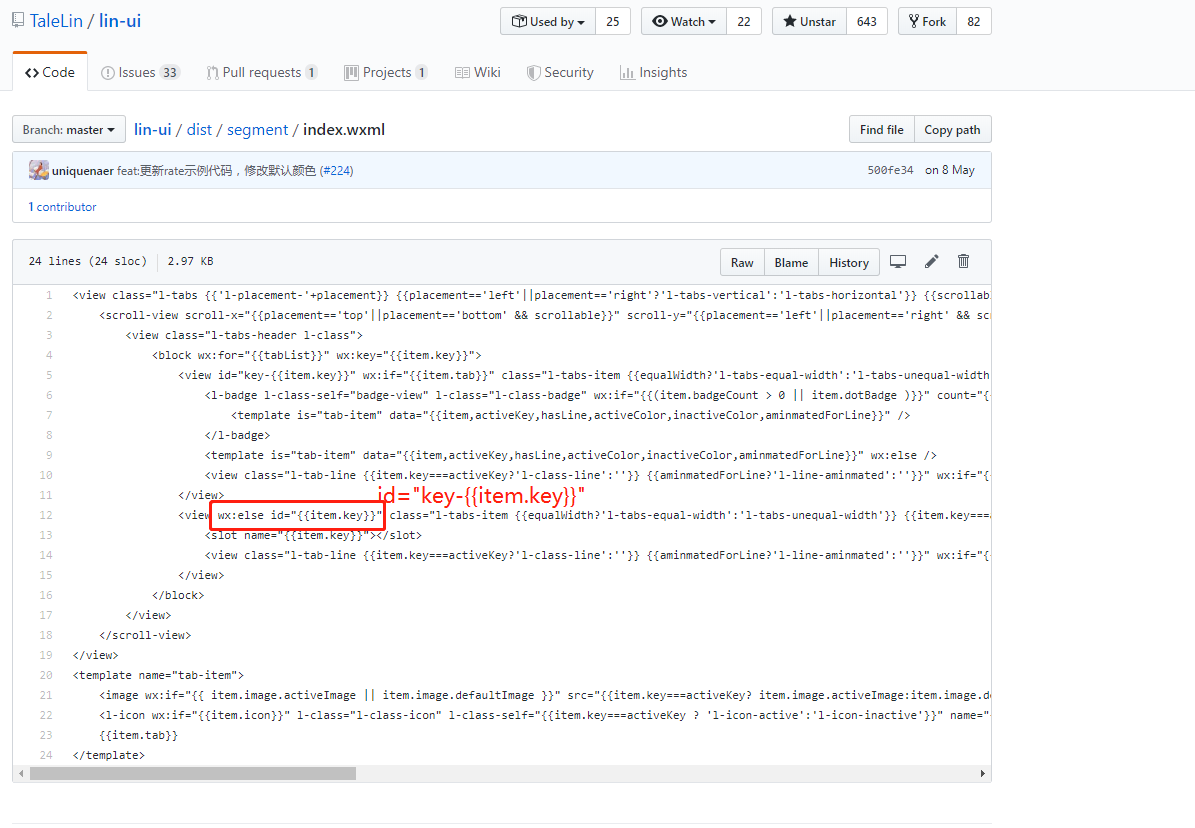 TaleLin / lin-ui
Used by 25
Watch 22
Unstar 643
Fork 82
Code
Issues 33
Pull requests 1
Projects 1
Wiki
Security
Insights
Branch: master
lin-ui / dist / segment / index.wxml
Find file
Copy path
uniquenaer feat:更新rate示例代码，修改默认颜色 (#224)
500fe34 on 8 May
1 contributor
24 lines (24 sloc) 2.97 KB
Raw
Blame
History
1 <view class="l-tabs {{'l-placement-'+placement}} {{placement=='left'||placement=='right'?'l-tabs-vertical':'l-tabs-horizontal'}} {{scrollab
2 <scroll-view scroll-x="{{placement=='top'||placement=='bottom' && scrollable}}" scroll-y="{{placement=='left'||placement=='right' && scr
3 <view class="l-tabs-header l-class">
4 <block wx:for="{{tabList}}" wx:key="{{item.key}}">
5 <view id="key-{{item.key}}" wx:if="{{item.tab}}" class="l-tabs-item {{equalWidth?'l-tabs-equal-width':'l-tabs-unequal-width
6 <l-badge l-class-self="badge-view" l-class="l-class-badge" wx:if="{{(item.badgeCount > 0 || item.dotBadge )}}" count="{{
7 <template is="tab-item" data="{{item,activeKey,hasLine,activeColor,inactiveColor,aminmatedForLine}}" />
8 </l-badge>
9 <template is="tab-item" data="{{item,activeKey,hasLine,activeColor,inactiveColor,aminmatedForLine}}" wx:else />
10 <view class="l-tab-line {{item.key===activeKey?'l-class-line':''}} {{aminmatedForLine?'l-line-aminmated':''}}" wx:if="{{
11 </view>
id="key-{{item.key}}"
12 <view wx:else id="{{item.key}}" class="l-tabs-item {{equalWidth?'l-tabs-equal-width':'l-tabs-unequal-width'}} {{item.key===a
13 <slot name="{{item.key}}"></slot>
14 <view class="l-tab-line {{item.key===activeKey?'l-class-line':''}} {{aminmatedForLine?'l-line-aminmated':''}}" wx:if="{{
15 </view>
16 </block>
17 </view>
18 </scroll-view>
19 </view>
20 <template name="tab-item">
21 <image wx:if="{{ item.image.activeImage || item.image.defaultImage }}" src="{{item.key===activeKey? item.image.activeImage:item.image.de
22 <l-icon wx:if="{{item.icon}}" l-class="l-class-icon" l-class-self="{{item.key===activeKey ? 'l-icon-active':'l-icon-inactive'}}" name="
23 {{item.tab}}
24 </template>